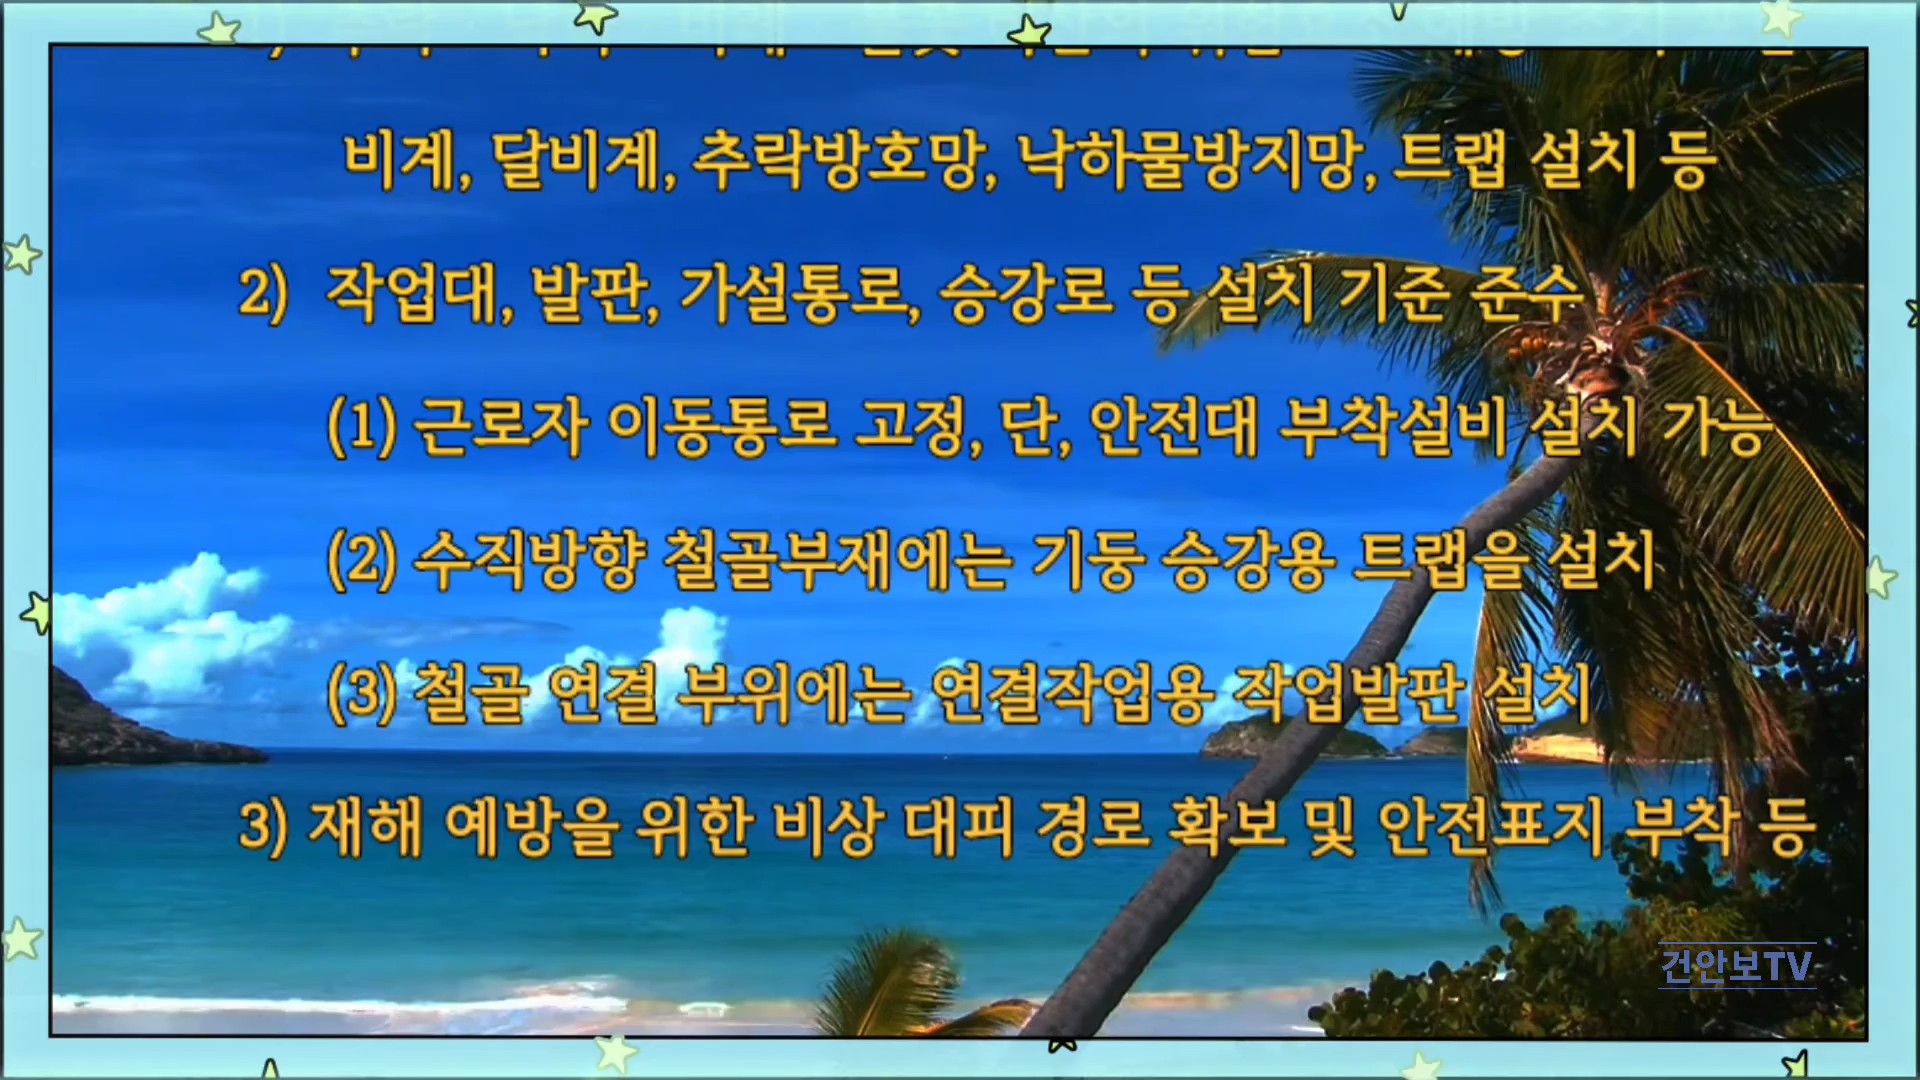 비계, 달비계, 추락방호망, 낙하물방지망, 트랩 설치 등
2) 작업대, 발판, 가설통로, 승강로 등 설치 기준 준수
(1) 근로자 이동통로 고정, 단, 안전대 부착설비 설치 가능
(2) 수직방향 철골부재에는 기둥 승강용 트랩을 설치
(3) 철골 연결 부위에는 연결작업용 작업발판 설치
3) 재해 예방을 위한 비상 대피 경로 확보 및 안전표지 부착 등
건안보TV